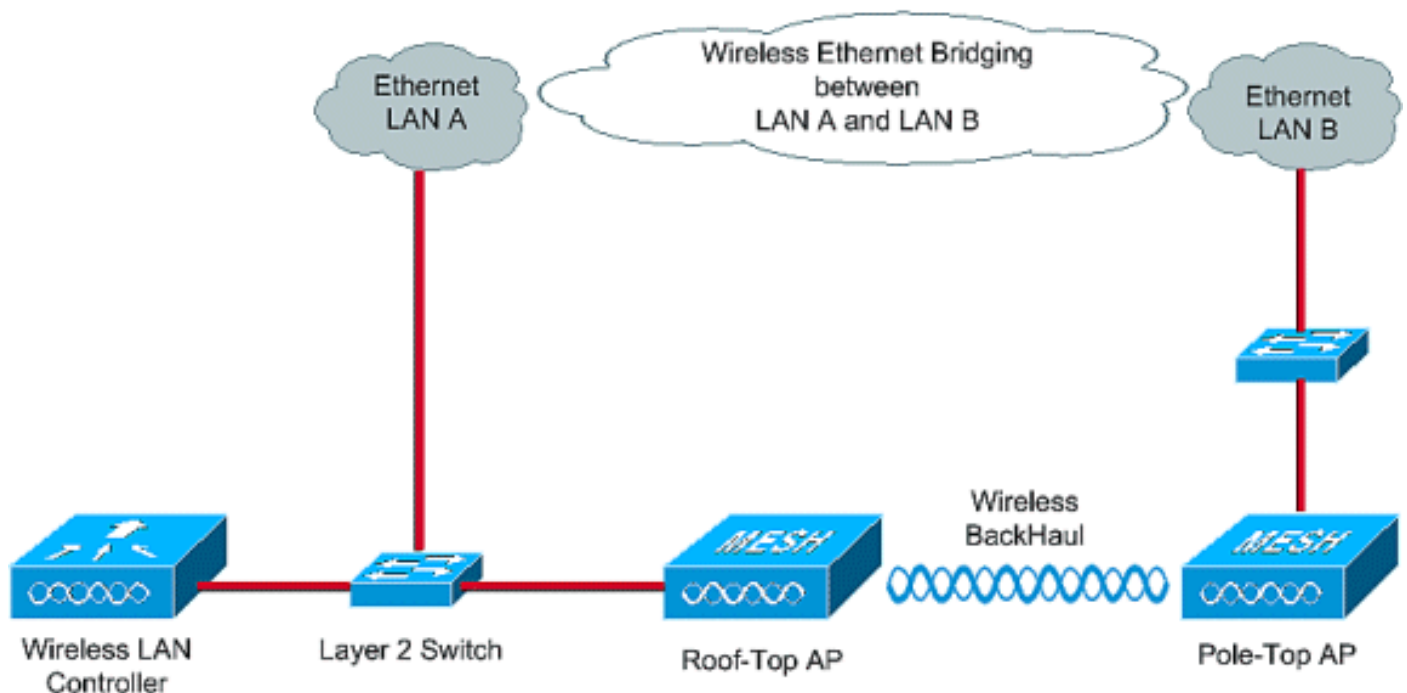 Ethernet
LAN A
Wireless Ethernet Bridging
between
LAN A and LAN B
Ethernet
LAN B
Wireless
BackHaul
MESH
MESH
Wireless LAN
Controller
Layer 2 Switch
Roof-Top AP
Pole-Top AP